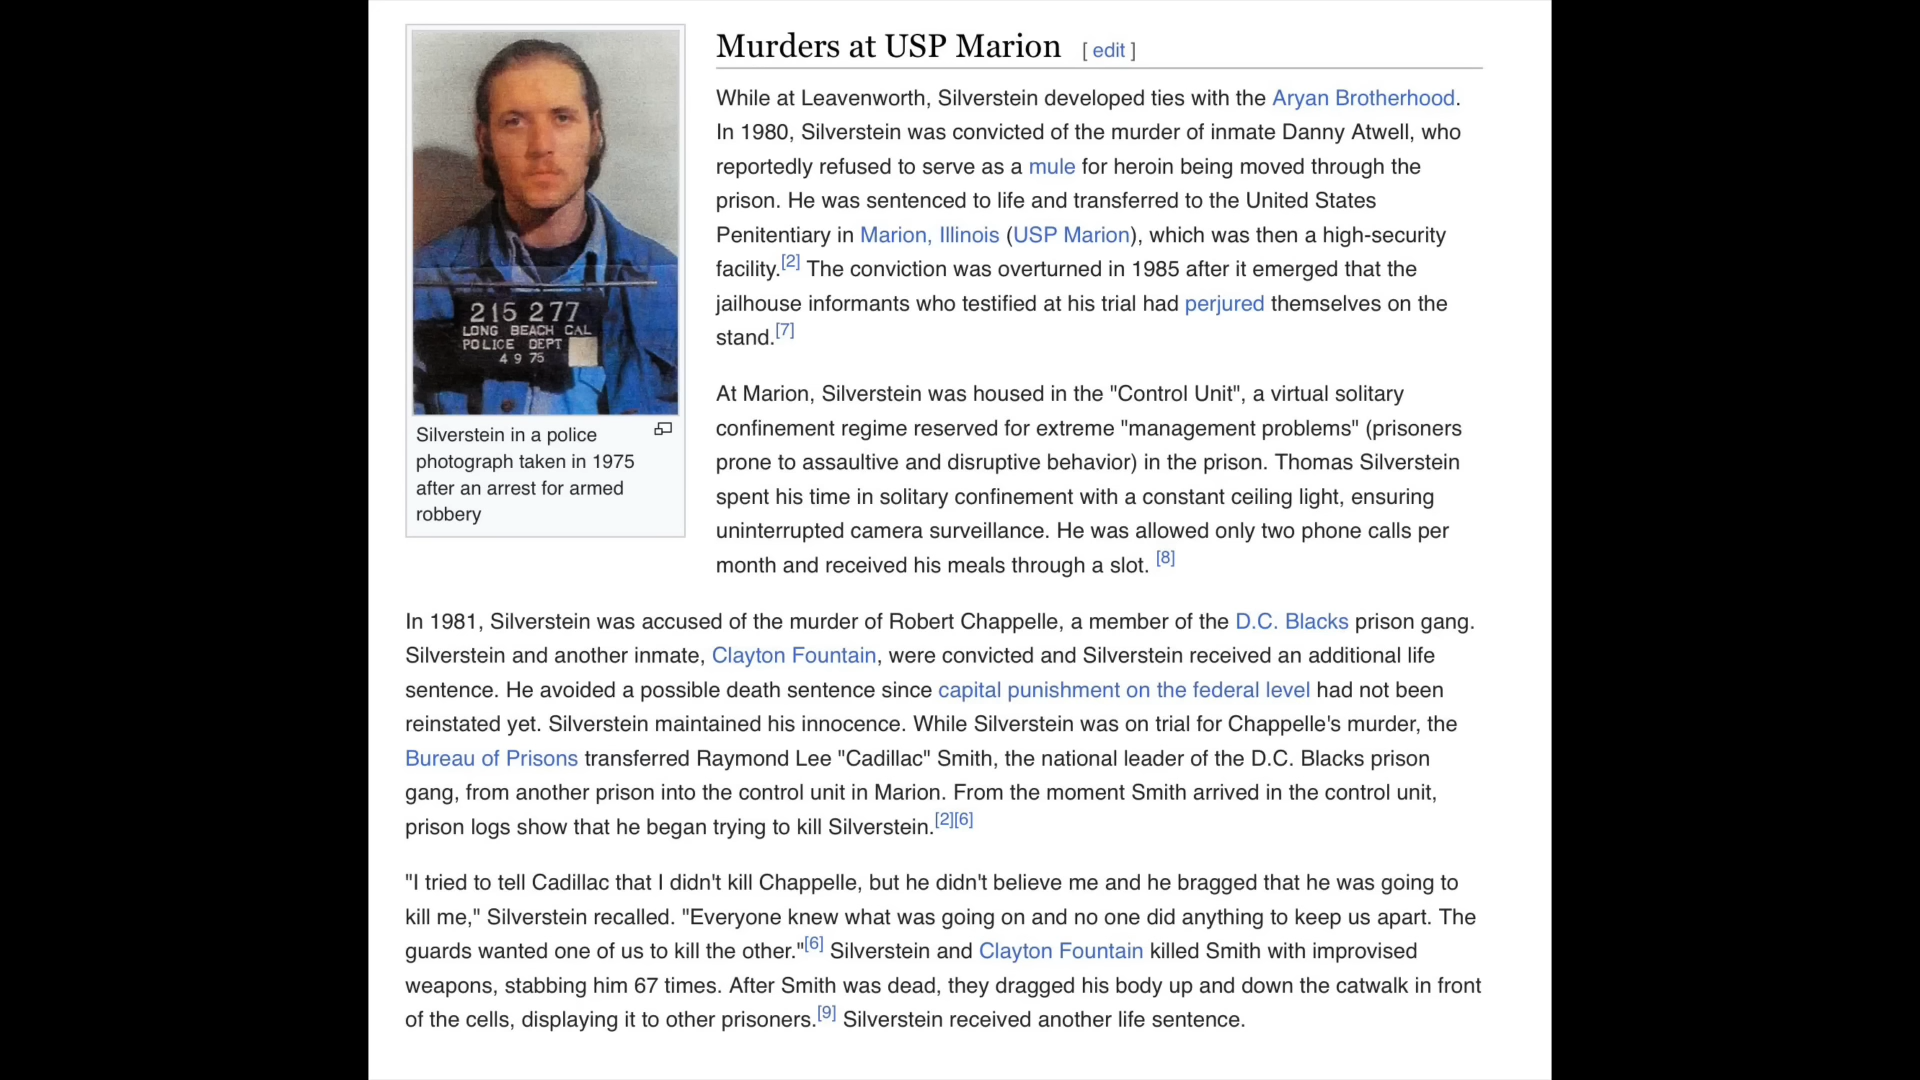 Murders at USP Marion [ edit ]
While at Leavenworth, Silverstein developed ties with the Aryan Brotherhood.
In 1980, Silverstein was convicted of the murder of inmate Danny Atwell, who
reportedly refused to serve as a mule for heroin being moved through the
prison. He was sentenced to life and transferred to the United States
Penitentiary in Marion, Illinois (USP Marion), which was then a high-security
facility.[2] The conviction was overturned in 1985 after it emerged that the
jailhouse informants who testified at his trial had perjured themselves on the
stand.[7]
215 277
LONG BEACH CAL
POLICE DEPT
4 9 75
Silverstein in a police
photograph taken in 1975
after an arrest for armed
robbery
At Marion, Silverstein was housed in the "Control Unit", a virtual solitary
confinement regime reserved for extreme "management problems" (prisoners
prone to assaultive and disruptive behavior) in the prison. Thomas Silverstein
spent his time in solitary confinement with a constant ceiling light, ensuring
uninterrupted camera surveillance. He was allowed only two phone calls per
month and received his meals through a slot. [8]
In 1981, Silverstein was accused of the murder of Robert Chappelle, a member of the D.C. Blacks prison gang.
Silverstein and another inmate, Clayton Fountain, were convicted and Silverstein received an additional life
sentence. He avoided a possible death sentence since capital punishment on the federal level had not been
reinstated yet. Silverstein maintained his innocence. While Silverstein was on trial for Chappelle's murder, the
Bureau of Prisons transferred Raymond Lee "Cadillac" Smith, the national leader of the D.C. Blacks prison
gang, from another prison into the control unit in Marion. From the moment Smith arrived in the control unit,
prison logs show that he began trying to kill Silverstein.[2][6]
"I tried to tell Cadillac that I didn't kill Chappelle, but he didn't believe me and he bragged that he was going to
kill me," Silverstein recalled. "Everyone knew what was going on and no one did anything to keep us apart. The
guards wanted one of us to kill the other."[6] Silverstein and Clayton Fountain killed Smith with improvised
weapons, stabbing him 67 times. After Smith was dead, they dragged his body up and down the catwalk in front
of the cells, displaying it to other prisoners.[9] Silverstein received another life sentence.